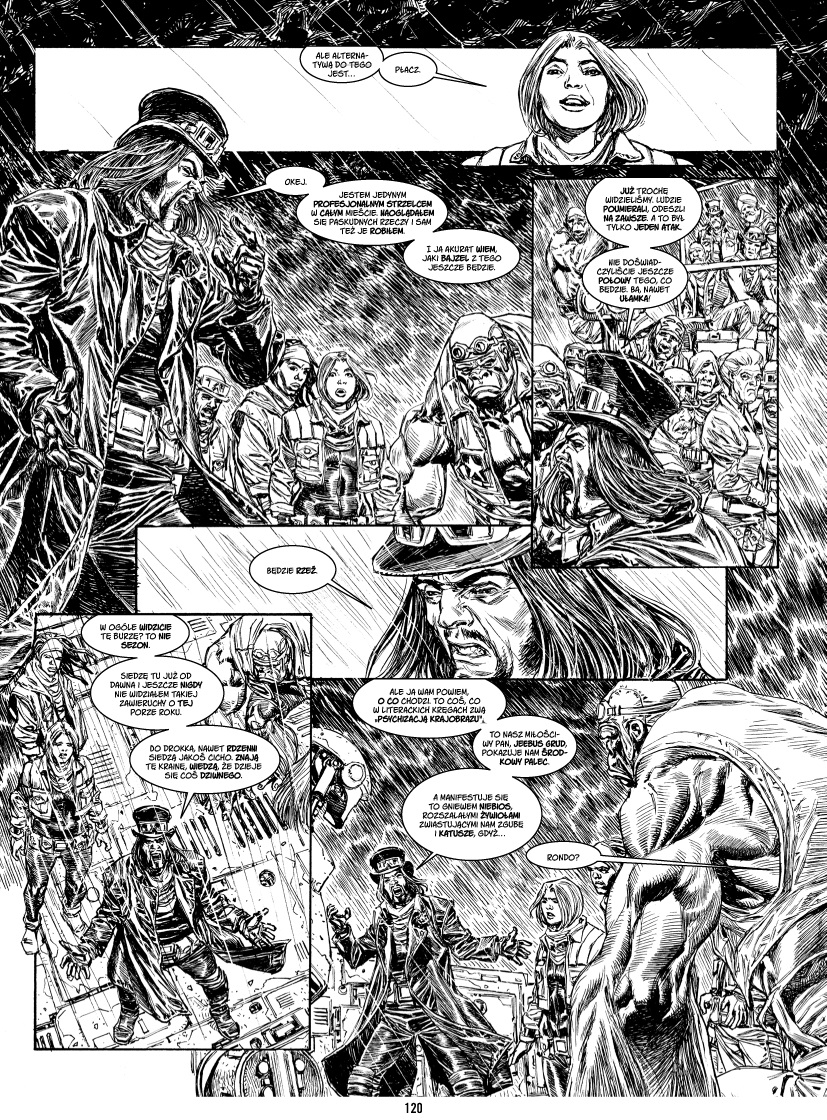 ALE ALTERNA-
TYWĄ DO TEGO
JEST...
PŁACZ.
OKEJ.
JESTEM JEDYNYM
PROFESJONALNYM STRZELCEM
W CAŁYM MIEŚCIE. NAOGLĄDAŁEM
SIĘ PASKUDNYCH RZECZY I SAM
TEŻ JE ROBIŁEM.
I JA AKURAT WIEM,
JAKI BAJZEL Z TEGO
JESZCZE BĘDZIE.
JUŻ TROCHĘ
WIDZIELIŚMY. LUDZIE
POUMIERALI, ODESZLI
NA ZAWSZE. A TO BYŁ
TYLKO JEDEN ATAK.
NIE DOŚWIAD-
CZYLIŚCIE JESZCZE
POŁOWY TEGO, CO
BĘDZIE. BA, NAWET
UŁAMKA!
BĘDZIE RZEŹ.
W OGÓLE WIDZICIE
TĘ BURZĘ? TO NIE
SEZON.
SIEDZĘ TU JUŻ OD
DAWNA I JESZCZE NIGDY
NIE WIDZIAŁEM TAKIEJ
ZAWIERUCHY O TEJ
PORZE ROKU.
DO DROKKA, NAWET RDZENNI
SIEDZĄ JAKOŚ CICHO. ZNAJĄ
TĘ KRAINĘ, WIEDZĄ, ŻE DZIEJE
SIĘ COŚ DZIWNEGO.
ALE JA WAM POWIEM,
O CO CHODZI. TO COŚ, CO
W LITERACKICH KRĘGACH ZWĄ
„PSYCHIZACJĄ KRAJOBRAZU”.
TO NASZ MIŁOŚCI-
WY PAN, JEEBUS GRUD,
POKAZUJE NAM ŚROD-
KOWY PALEC.
A MANIFESTUJE SIĘ
TO GNIEWEM NIEBIOS,
ROZSZALAŁYMI ŻYWIOŁAMI
ZWIASTUJĄCYMI NAM ZGUBĘ
I KATUSZE, GDYŻ...
RONDO?
120